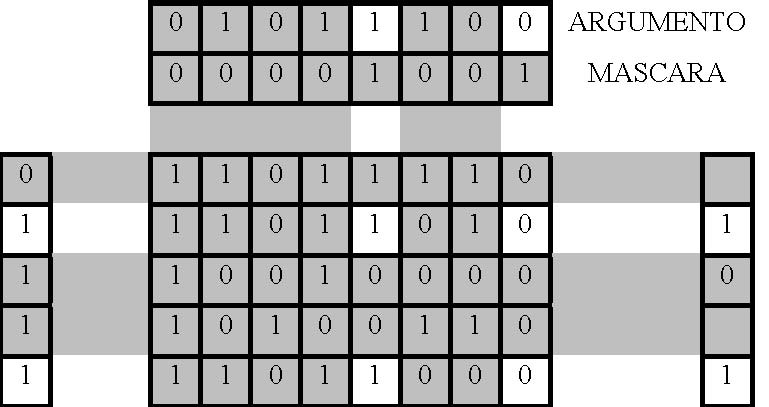 0 1 0 1 1 1 0 0 ARGUMENTO
0 0 0 0 1 0 0 1 MASCARA
0 1 1 0 1 1 1 1 0
1 1 1 0 1 1 0 1 0 1
1 1 0 0 1 0 0 0 0 0
1 1 0 1 0 0 1 1 0
1 1 1 0 1 1 0 0 0 1